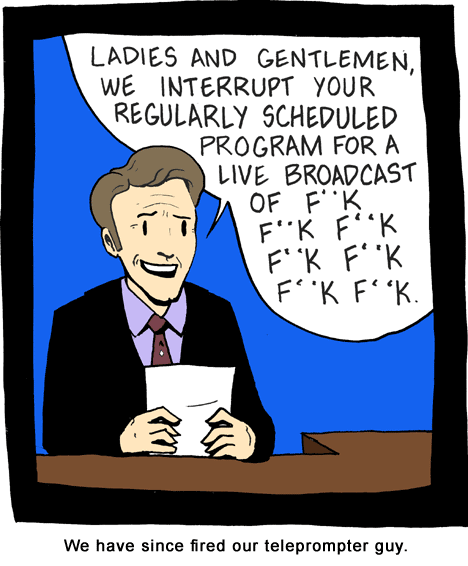 LADIES AND GENTLEMEN,
WE INTERRUPT YOUR
REGULARLY SCHEDULED
PROGRAM FOR A
LIVE BROADCAST
OF F**K
F**K F**K
F**K F**K
F**K F**K.
We have since fired our teleprompter guy.